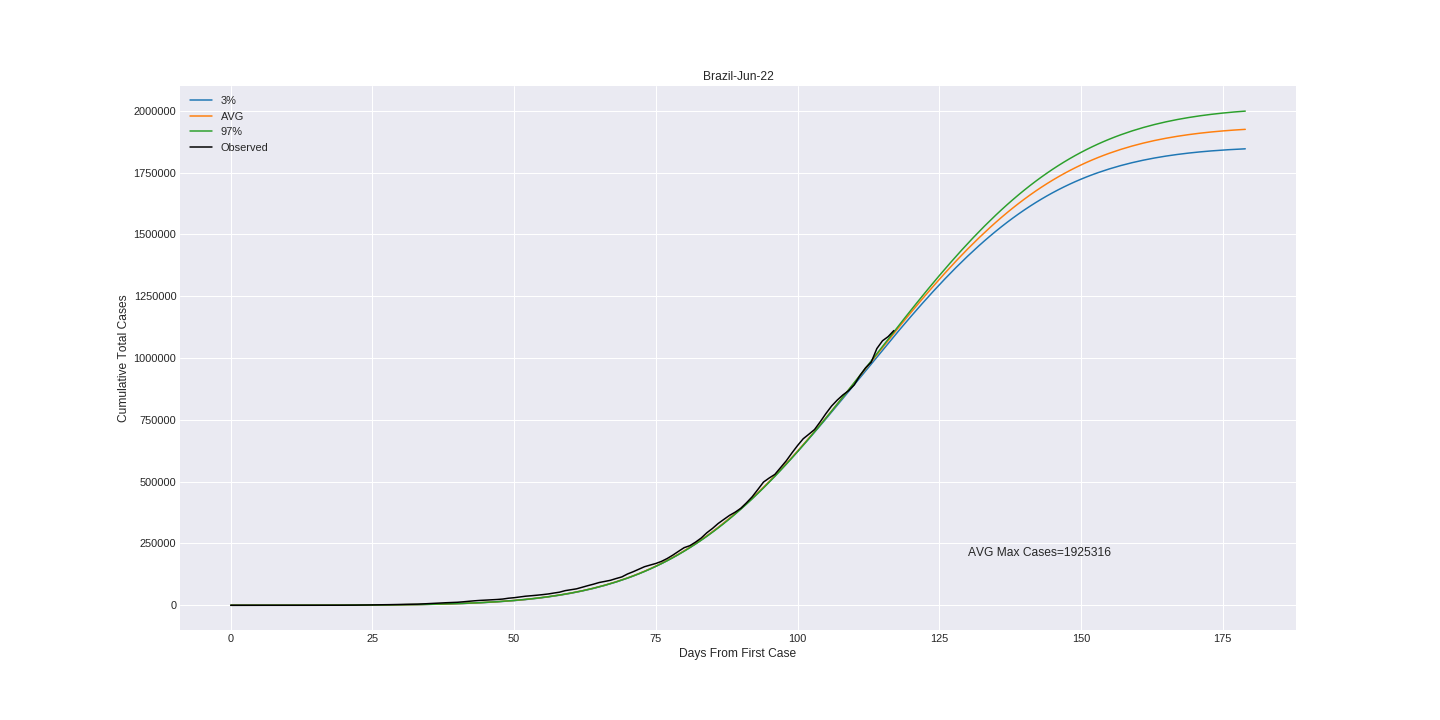 Brazil-Jun-22
3%
AVG
97%
Observed
2000000
1750000
1500000
1250000
1000000
750000
500000
250000
0
Cumulative Total Cases
AVG Max Cases=1925316
0 25 50 75 100 125 150 175
Days From First Case